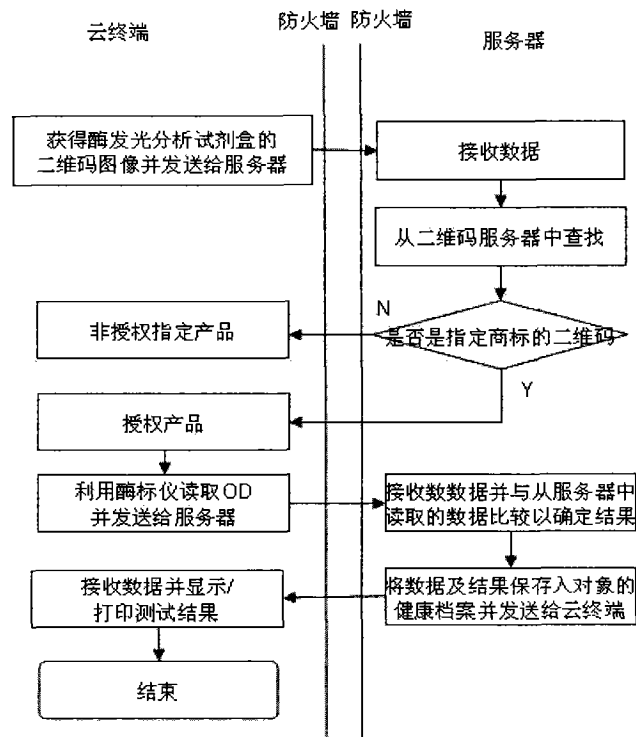 云终端
防火墙 防火墙
服务器
获得酶发光分析试剂盒的
二维码图像并发送给服务器
接收数据
从二维码服务器中查找
N
是否是指定商标的二维码
非授权指定产品
Y
授权产品
利用酶标仪读取OD
并发送给服务器
接收数数据并与从服务器中
读取的数据比较以确定结果
将数据及结果保存入对象的
健康档案并发送给云终端
接收数据并显示/
打印测试结果
结束